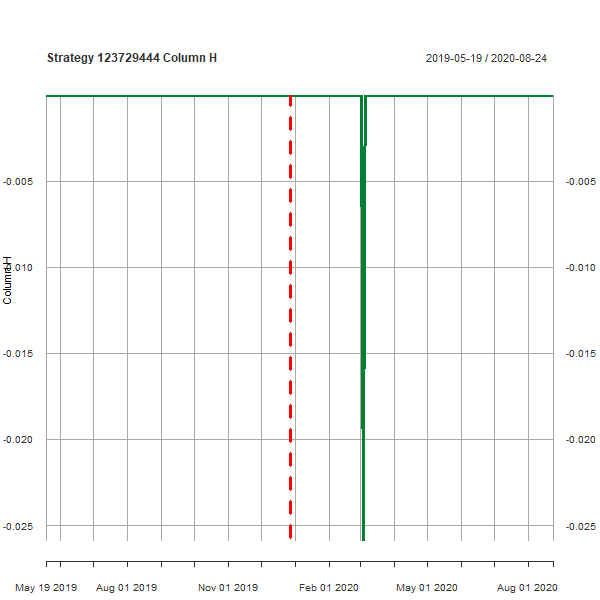 Strategy 123729444 Column H
2019-05-19 / 2020-08-24
-0.005
-0.005
Column H
-0.010
-0.010
-0.015
-0.015
-0.020
-0.020
-0.025
-0.025
May 19 2019
Aug 01 2019
Nov 01 2019
Feb 01 2020
May 01 2020
Aug 01 2020